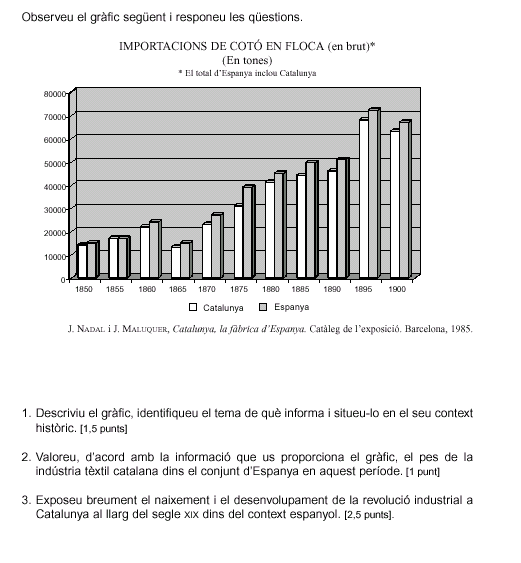 Observeu el gràfic següent i responeu les qüestions.
IMPORTACIONS DE COTÓ EN FLOCA (en brut)*
(En tones)
* El total d'Espanya inclou Catalunya
80000
70000
60000
50000
40000
30000
20000
10000
0
1850 1855 1860 1865 1870 1875 1880 1885 1890 1895 1900
Catalunya Espanya
J. NADAL i J. MALUQUER, Catalunya, la fàbrica d'Espanya. Catàleg de l'exposició. Barcelona, 1985.
1. Descriviu el gràfic, identifiqueu el tema de què informa i situeu-lo en el seu context
històric. [1,5 punts]
2. Valoreu, d'acord amb la informació que us proporciona el gràfic, el pes de la
indústria tèxtil catalana dins el conjunt d'Espanya en aquest període. [1 punt]
3. Exposeu breument el naixement i el desenvolupament de la revolució industrial a
Catalunya al llarg del segle XIX dins del context espanyol. [2,5 punts].